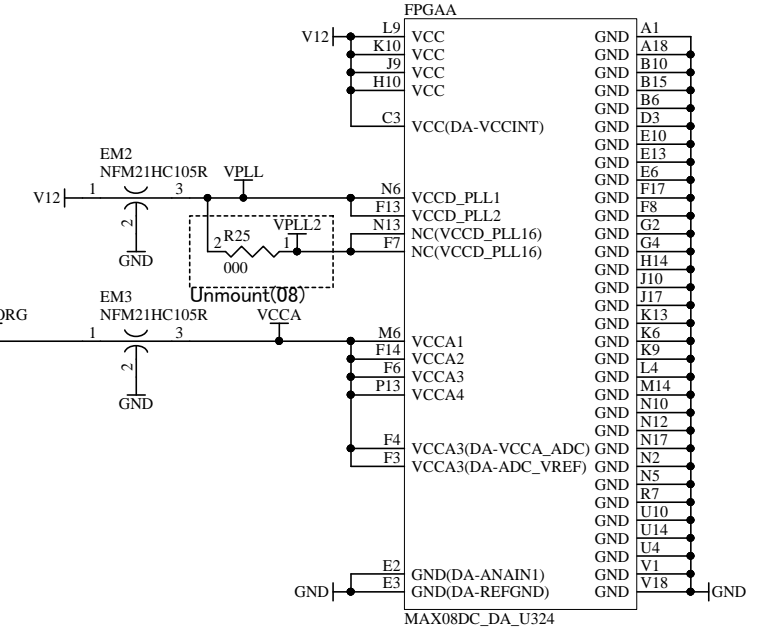 FPGAA
V12
L9 VCC GND A1
K10 VCC GND A18
J9 VCC GND B10
H10 VCC GND B15
GND B6
C3 VCC(DA-VCCINT) GND D3
GND E10
GND E13
GND E6
EM2
NFM21HC105R
VPLL
V12 1 3 N6 VCCD_PLL1 GND F17
2
F13 VCCD_PLL2 GND F8
VPLL2
N13 NC(VCCD_PLL16) GND G2
2 R25 1 F7 NC(VCCD_PLL16) GND G4
000
GND
GND H14
GND J10
Unmount(08)
GND J17
EM3
NFM21HC105R
VCCA
GND K13
ORG 1 3 M6 VCCA1 GND K6
2
F14 VCCA2 GND K9
F6 VCCA3 GND L4
P13 VCCA4 GND M14
GND
GND N10
GND N12
F4 VCCA3(DA-VCCA_ADC) GND N17
F3 VCCA3(DA-ADC_VREF) GND N2
GND N5
GND R7
GND U10
GND U14
GND U4
E2 GND(DA-ANAIN1) GND V1
GND E3 GND(DA-REFGND) GND V18 GND
MAX08DC_DA_U324